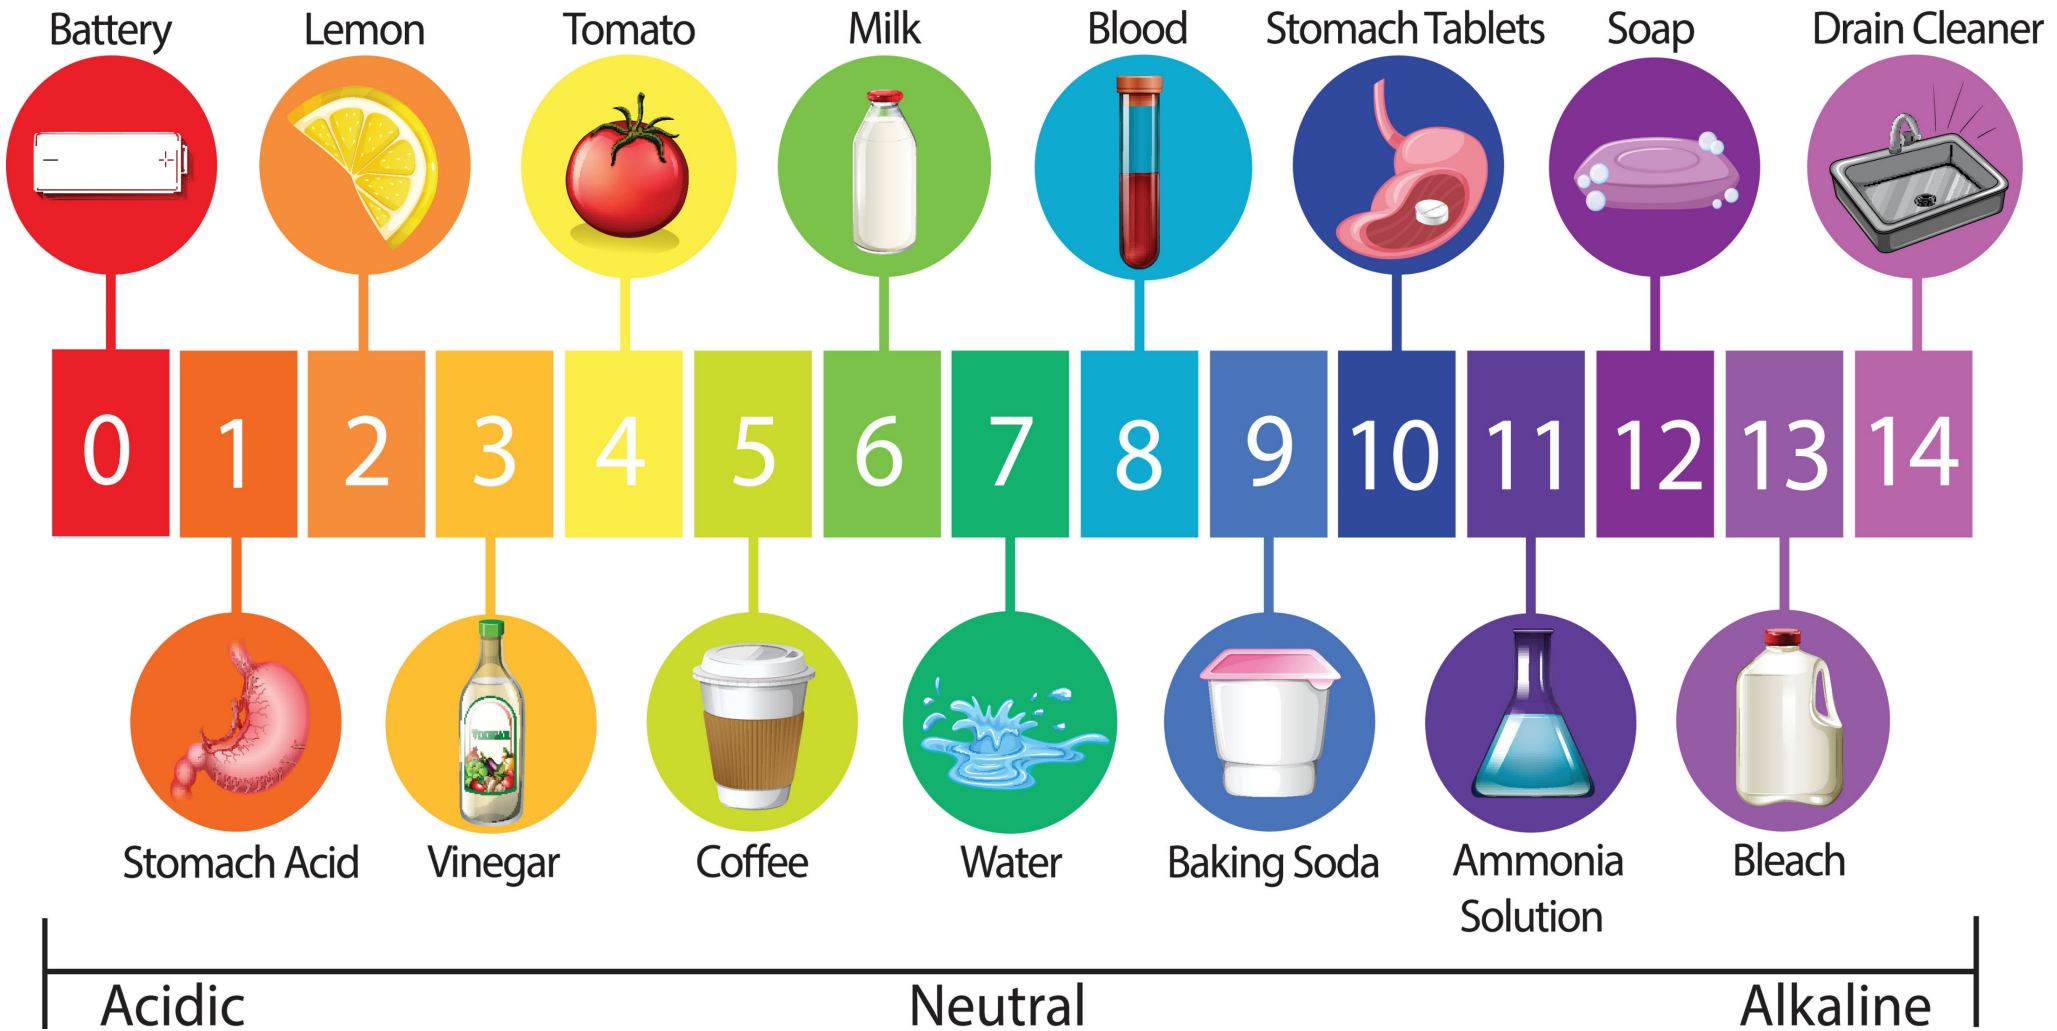 Battery
Lemon
Tomato
Milk
Blood
Stomach Tablets
Soap
Drain Cleaner
0
1
2
3
4
5
6
7
8
9
10
11
12
13
14
Stomach Acid
Vinegar
Coffee
Water
Baking Soda
Ammonia
Solution
Bleach
Acidic
Neutral
Alkaline